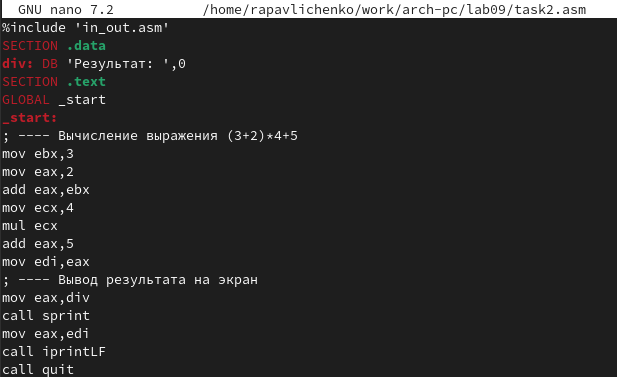 GNU nano 7.2 /home/rapavlichenko/work/arch-pc/lab09/task2.asm
%include 'in_out.asm'
SECTION .data
div: DB 'Результат: ',0
SECTION .text
GLOBAL _start
_start:
; ---- Вычисление выражения (3+2)*4+5
mov ebx,3
mov eax,2
add eax,ebx
mov ecx,4
mul ecx
add eax,5
mov edi,eax
; ---- Вывод результата на экран
mov eax,div
call sprint
mov eax,edi
call iprintLF
call quit